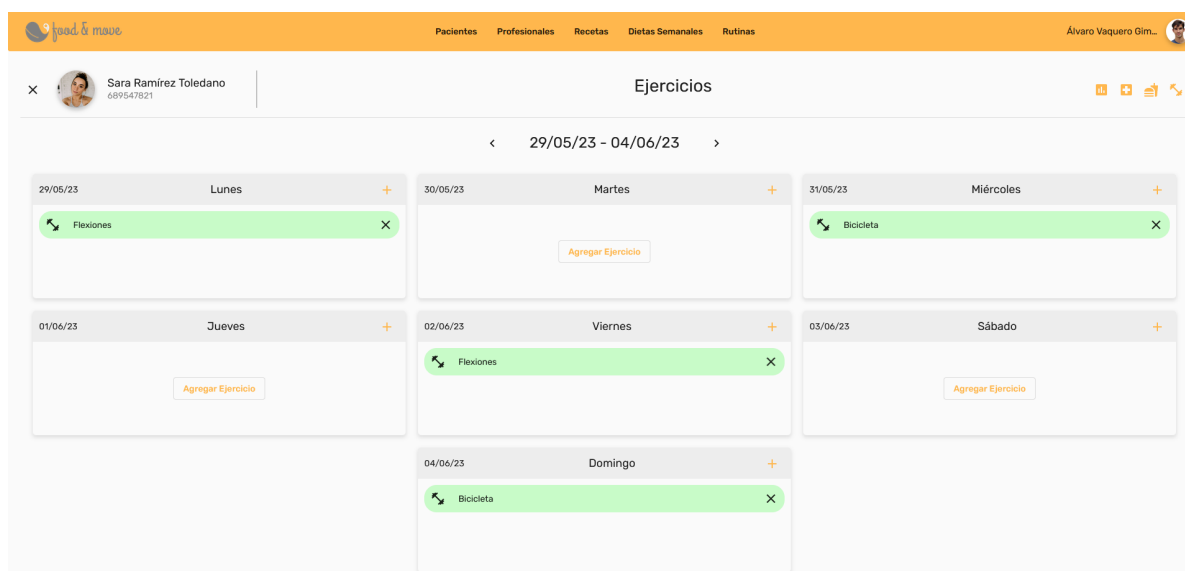 food & move
Pacientes Profesionales Recetas Dietas Semanales Rutinas
Álvaro Vaquero Gim...
Sara Ramírez Toledano
689547821
Ejercicios
29/05/23 - 04/06/23
29/05/23 Lunes +
Flexiones
30/05/23 Martes +
Agregar Ejercicio
31/05/23 Miércoles +
Bicicleta
01/06/23 Jueves +
Agregar Ejercicio
02/06/23 Viernes +
Flexiones
03/06/23 Sábado +
Agregar Ejercicio
04/06/23 Domingo +
Bicicleta